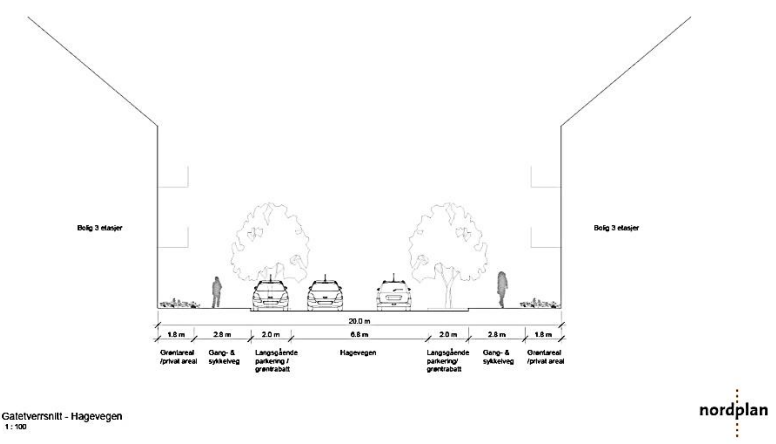 Bolig 3 etasjer
Bolig 3 etasjer
20.0 m
1.8 m
2.8 m
2.0 m
6.8 m
2.0 m
2.8 m
1.8 m
Grøntareal
/privat areal
Gang- &
sykkelveg
Langsgående
parkering /
grøntrabatt
Hagevegen
Langsgående
parkering/
grøntrabatt
Gang- &
sykkelveg
Grøntareal
/privat areal
Gatetverrsnitt - Hagevegen
1 : 100
nordplan